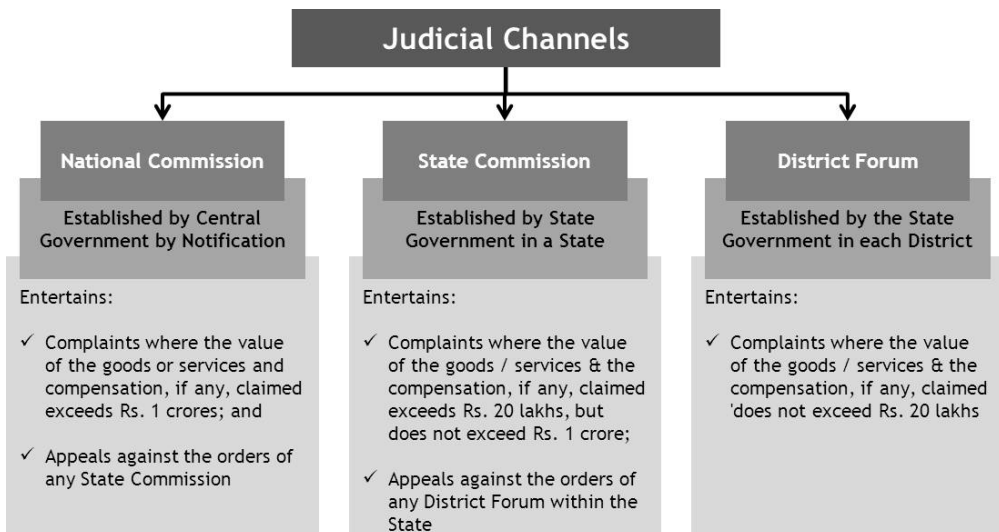 Judicial Channels
National Commission
Established by Central
Government by Notification
Entertains:
✓ Complaints where the value
of the goods or services and
compensation, if any, claimed
exceeds Rs. 1 crores; and
✓ Appeals against the orders of
any State Commission
State Commission
Established by State
Government in a State
Entertains:
✓ Complaints where the value
of the goods / services & the
compensation, if any, claimed
exceeds Rs. 20 lakhs, but
does not exceed Rs. 1 crore;
✓ Appeals against the orders of
any District Forum within the
State
District Forum
Established by the State
Government in each District
Entertains:
✓ Complaints where the value
of the goods / services & the
compensation, if any, claimed
'does not exceed Rs. 20 lakhs